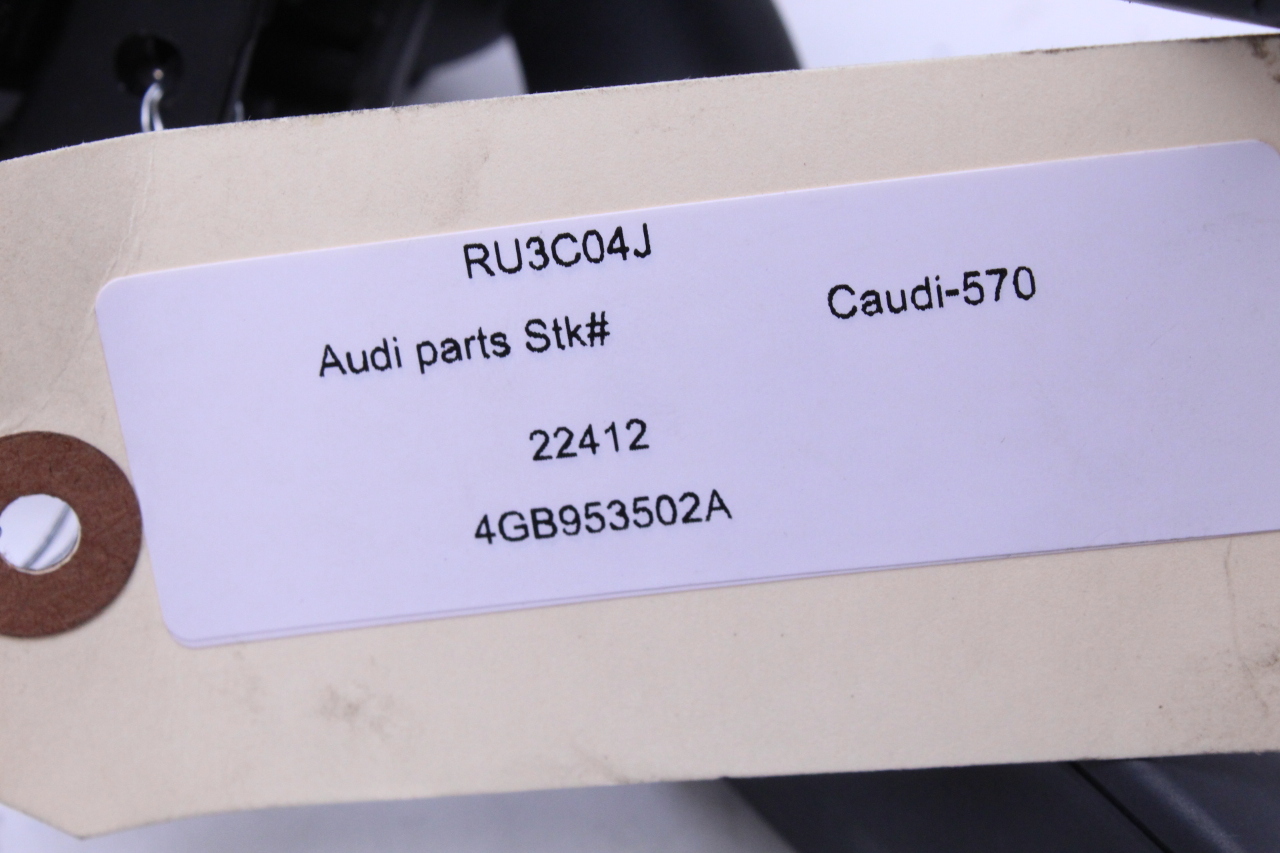 RU3C04J
Audi parts Stk#
Caudi-570
22412
4GB953502A